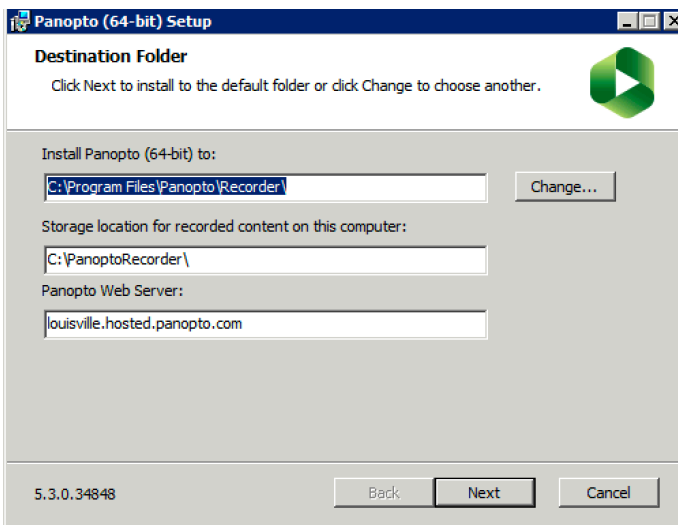 Panopto (64-bit) Setup
Destination Folder
Click Next to install to the default folder or click Change to choose another.
Install Panopto (64-bit) to:
C:\Program Files\Panopto\Recorder\
Change...
Storage location for recorded content on this computer:
C:\PanoptoRecorder\
Panopto Web Server:
louisville.hosted.panopto.com
5.3.0.34848
Back
Next
Cancel